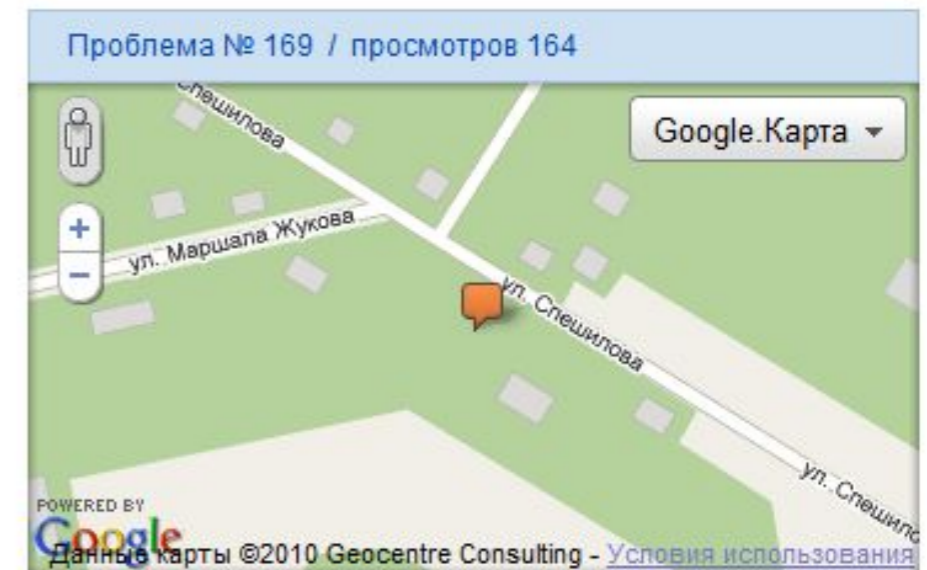 Проблема № 169 / просмотров 164
Спешилова
Google.Карта
ул. Маршала Жукова
ул. Спешилова
ул. Спешило
POWERED BY
Google
Данные карты ©2010 Geocentre Consulting - Условия использования